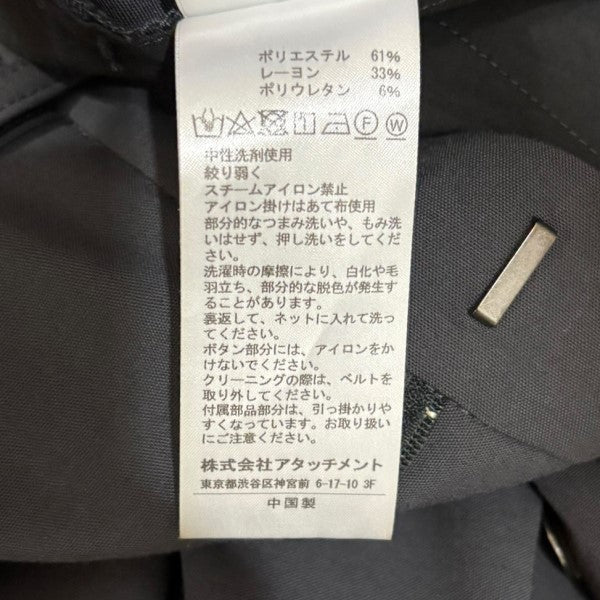 ポリエステル 61%
レーヨン 33%
ポリウレタン 6%
F W
中性洗剤使用
絞り弱く
スチームアイロン禁止
アイロン掛けはあて布使用
部分的なつまみ洗いや、もみ洗
いはせず、押し洗いをしてくだ
さい。
洗濯時の摩擦により、白化や毛
羽立ち、部分的な脱色が発生す
ることがあります。
裏返して、ネットに入れて洗っ
てください。
ボタン部分には、アイロンをか
けないでください。
クリーニングの際は、ベルトを
取り外してください。
付属部品部分は、引っ掛かりや
すくなっています。お取り扱い
にご注意ください。
株式会社アタッチメント
東京都渋谷区神宮前 6-17-10 3F
中国製